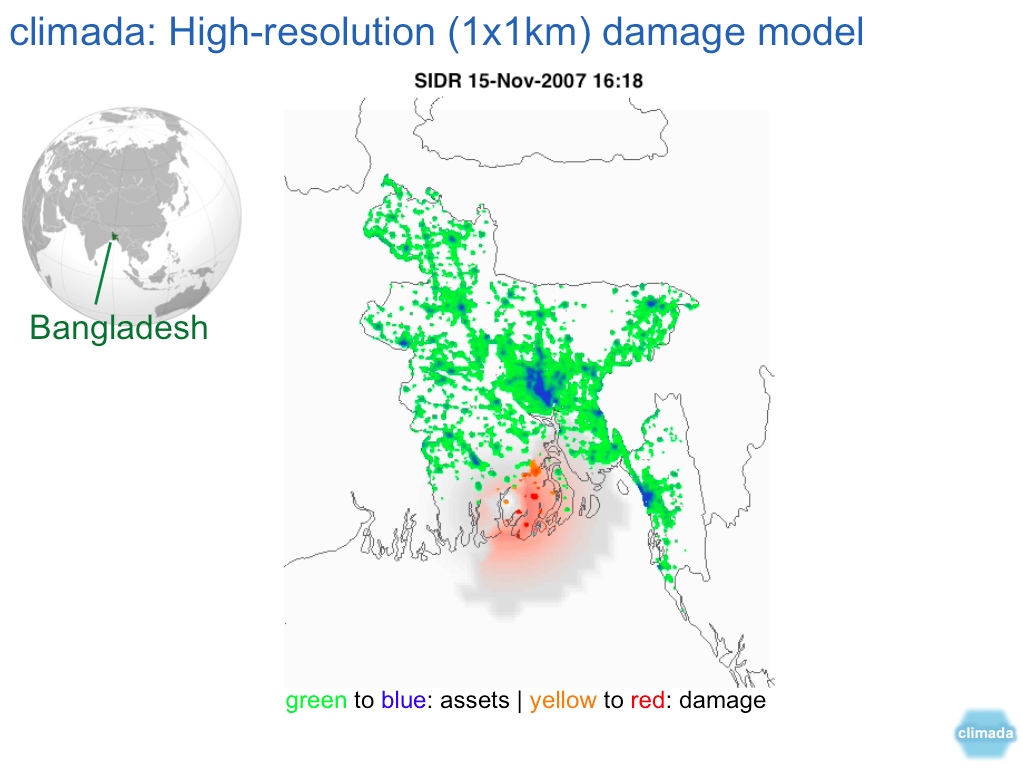 climada: High-resolution (1x1km) damage model
SIDR 15-Nov-2007 16:18
Bangladesh
green to blue: assets | yellow to red: damage
climada